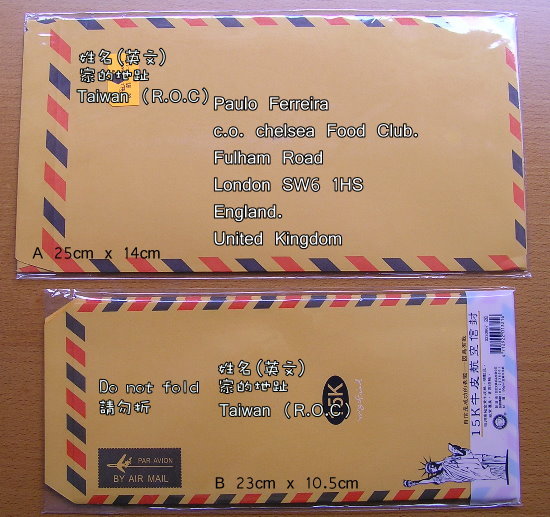 姓名(英文)
家的地址
Taiwan (R.O.C)
Paulo Ferreira
c.o. chelsea Food Club.
Fulham Road
London SW6 1HS
England.
United Kingdom
A 25cm x 14cm
姓名(英文)
家的地址
Taiwan (R.O.C)
Do not fold
請勿折
15K
PAR AVION
BY AIR MAIL
B 23cm x 10.5cm
15K牛皮航空信封